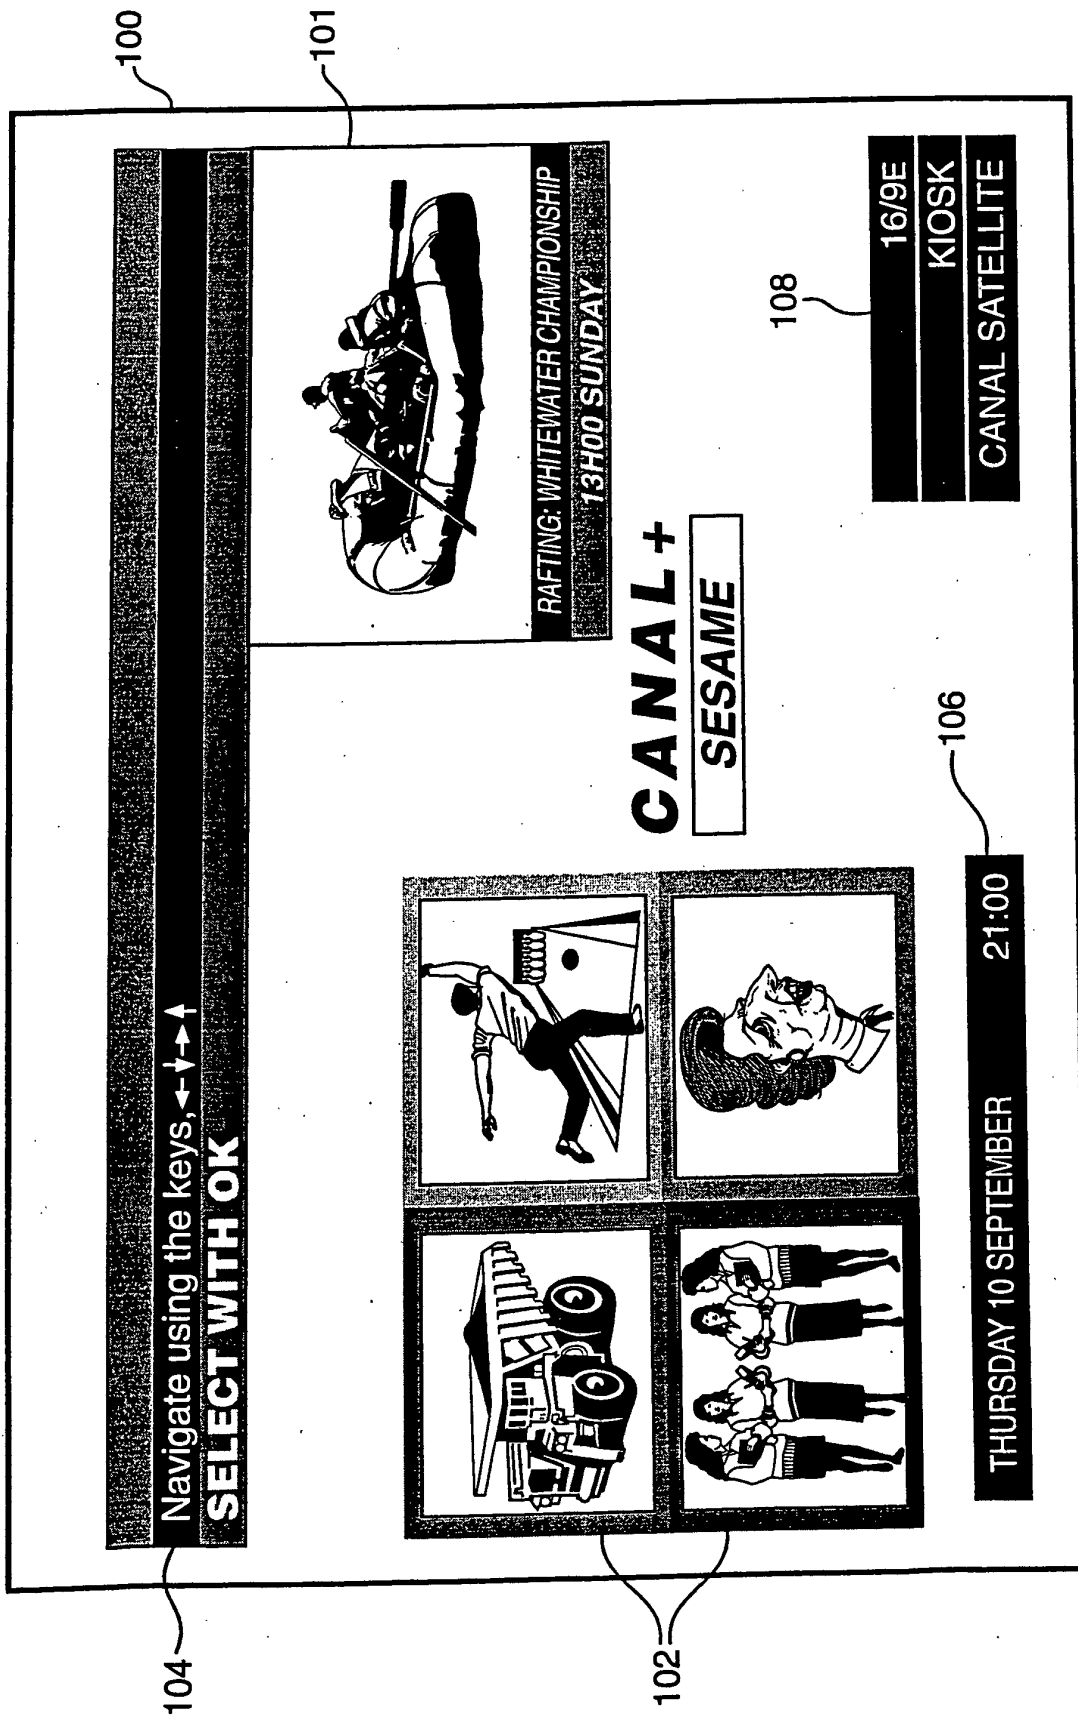 100
104
Navigate using the keys,
SELECT WITH OK
101
RAFTING: WHITEWATER CHAMPIONSHIP
13H00 SUNDAY
102
CANAL+
SESAME
108
16/9E
KIOSK
CANAL SATELLITE
106
THURSDAY 10 SEPTEMBER 21:00